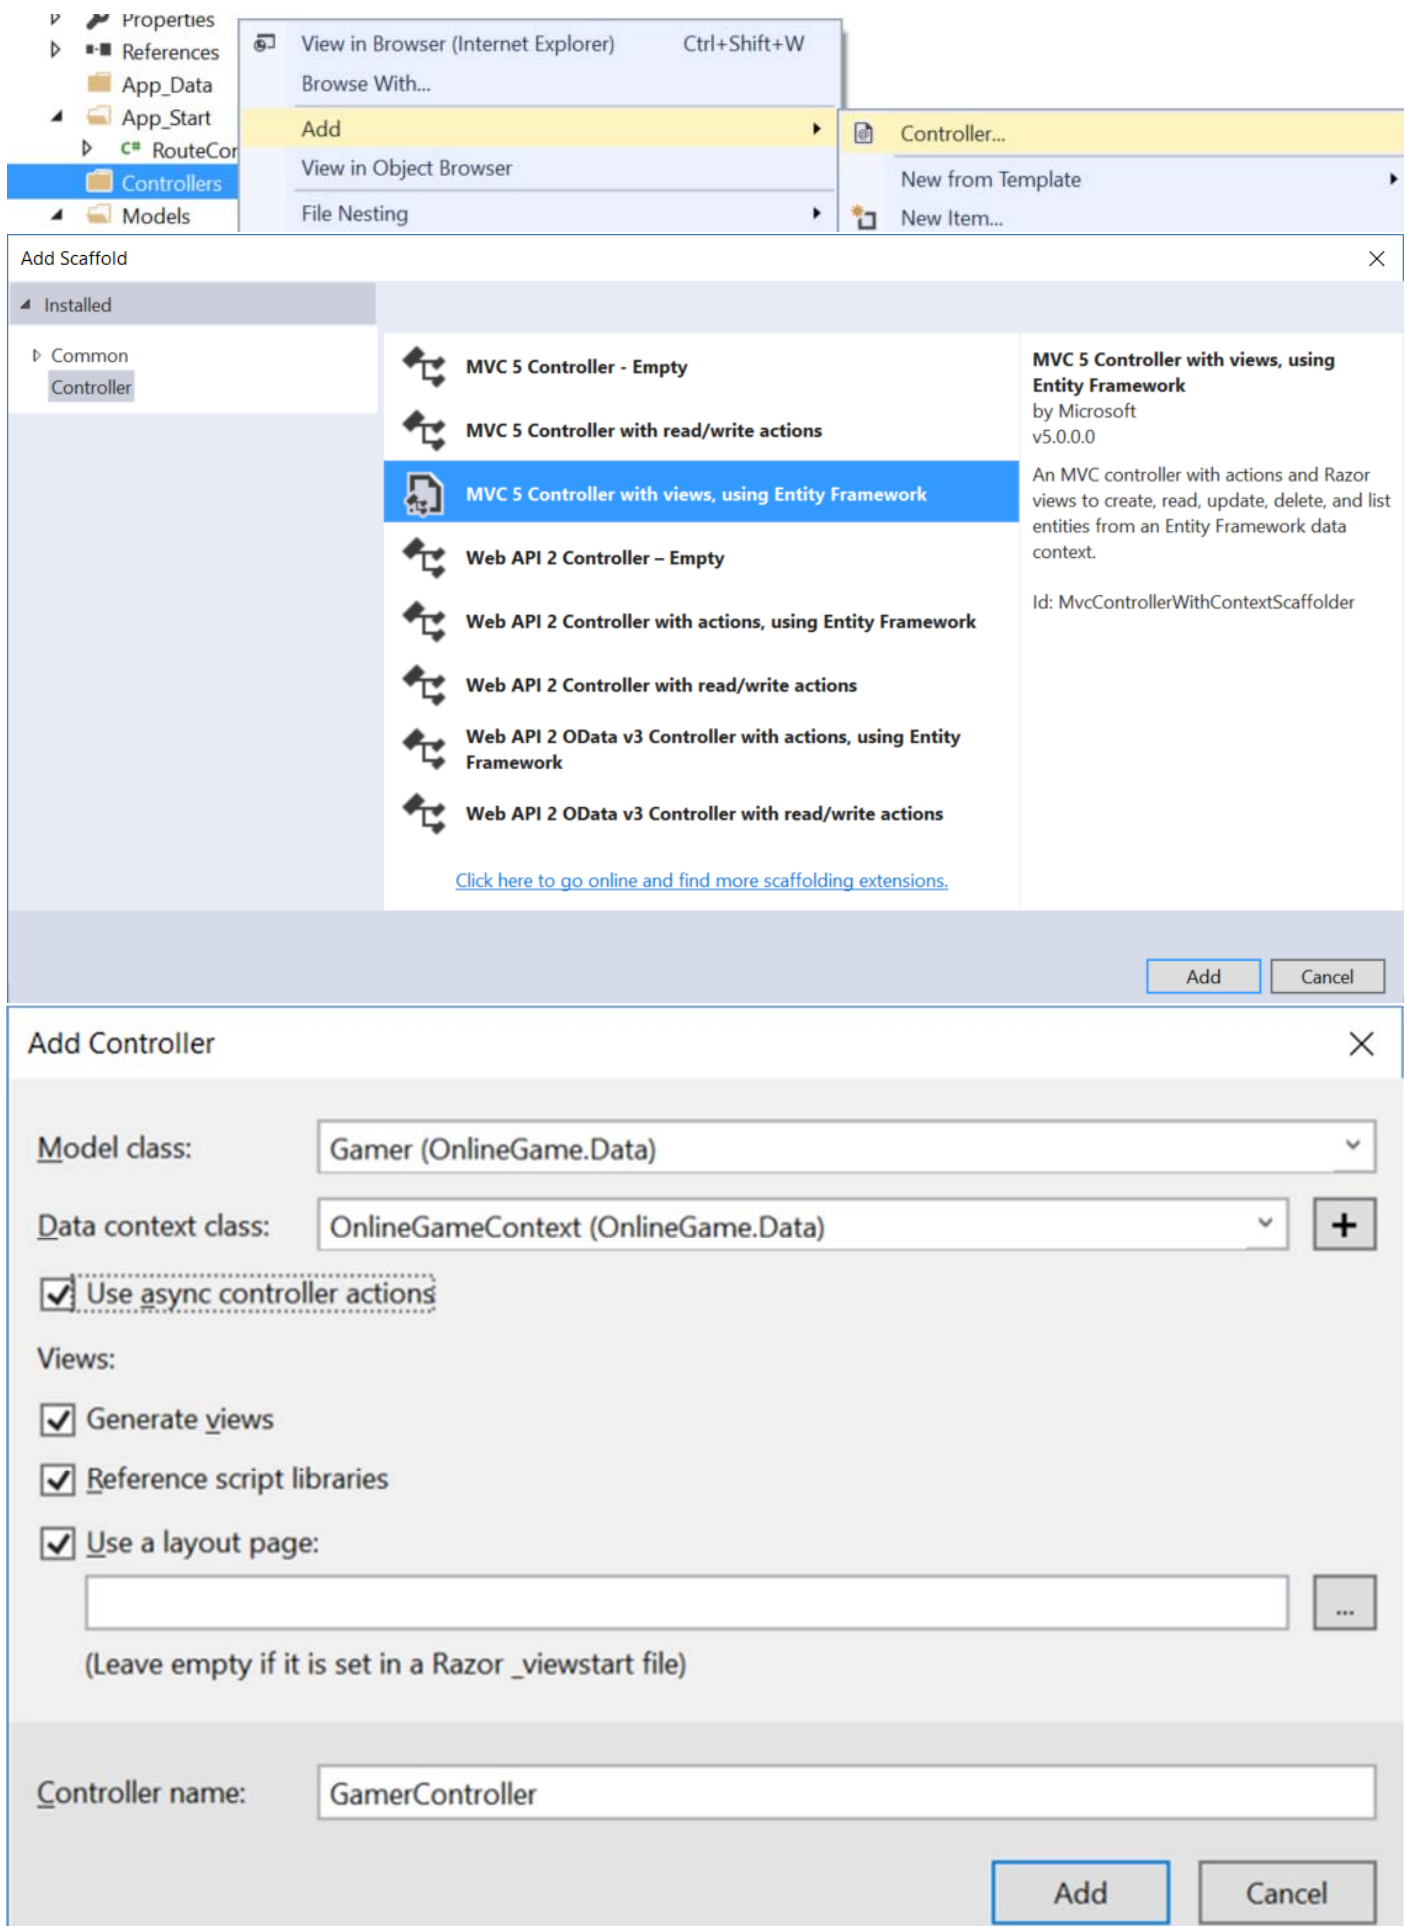 Properties
References
App_Data
App_Start
C# RouteCor
Controllers
Models
View in Browser (Internet Explorer) Ctrl+Shift+W
Browse With...
Add
View in Object Browser
File Nesting
Controller...
New from Template
New Item...
Add Scaffold
Installed
Common
Controller
MVC 5 Controller - Empty
MVC 5 Controller with read/write actions
MVC 5 Controller with views, using Entity Framework
Web API 2 Controller – Empty
Web API 2 Controller with actions, using Entity Framework
Web API 2 Controller with read/write actions
Web API 2 OData v3 Controller with actions, using Entity
Framework
Web API 2 OData v3 Controller with read/write actions
Click here to go online and find more scaffolding extensions.
MVC 5 Controller with views, using
Entity Framework
by Microsoft
v5.0.0.0
An MVC controller with actions and Razor
views to create, read, update, delete, and list
entities from an Entity Framework data
context.
Id: MvcControllerWithContextScaffolder
Add Cancel
Add Controller
Model class: Gamer (OnlineGame.Data)
Data context class: OnlineGameContext (OnlineGame.Data)
Use async controller actions
Views:
Generate views
Reference script libraries
Use a layout page:
...
(Leave empty if it is set in a Razor _viewstart file)
Controller name: GamerController
Add Cancel